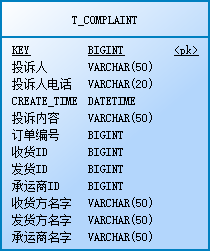 T_COMPLAINT
KEY BIGINT <pk>
投诉人 VARCHAR(50)
投诉人电话 VARCHAR(20)
CREATE_TIME DATETIME
投诉内容 VARCHAR(50)
订单编号 BIGINT
收货ID BIGINT
发货ID BIGINT
承运商ID BIGINT
收货方名字 VARCHAR(50)
发货方名字 VARCHAR(50)
承运商名字 VARCHAR(50)